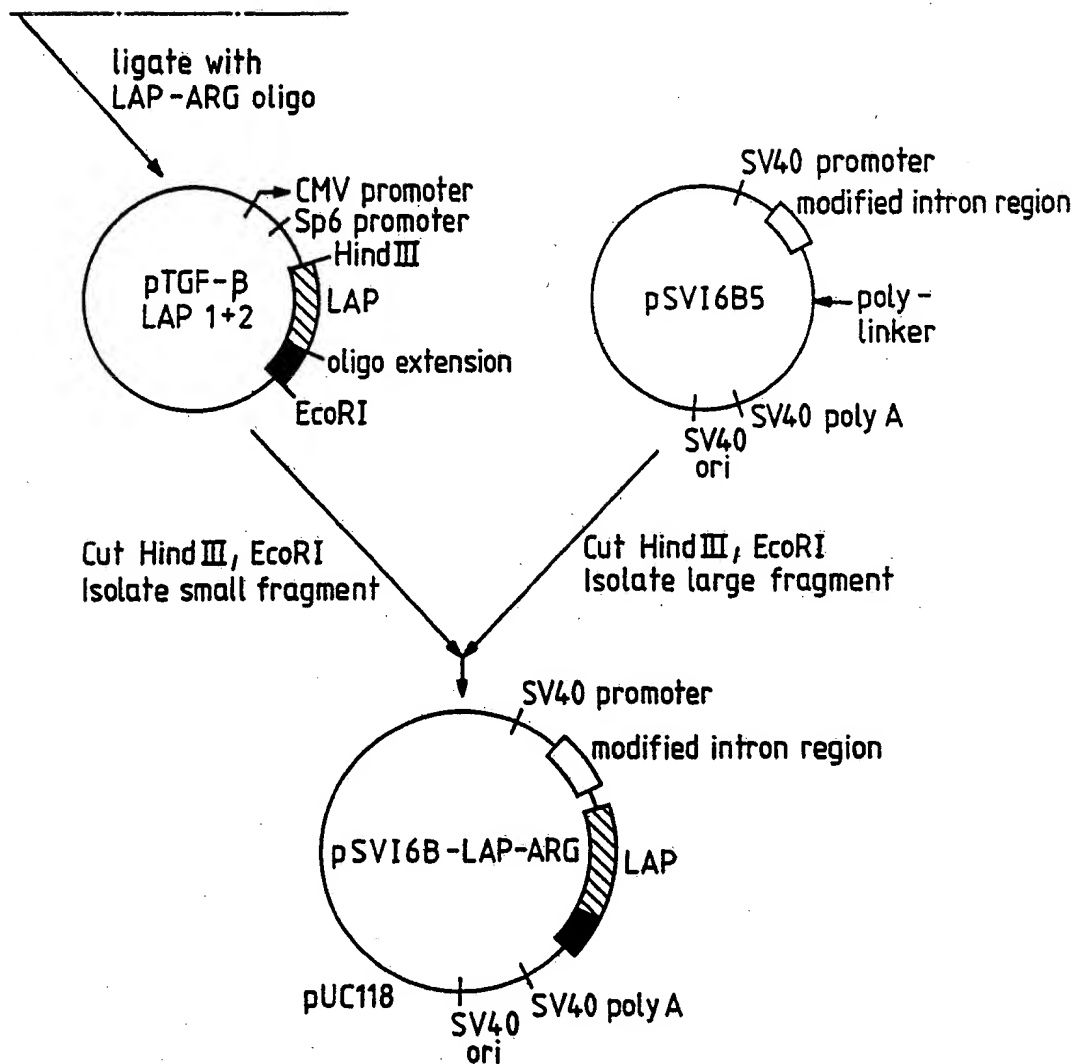 ligate with
LAP-ARG oligo
CMV promoter
Sp6 promoter
HindIII
pTGF-β
LAP 1+2
LAP
oligo extension
EcoRI
SV40 promoter
modified intron region
pSVI6B5
poly-
linker
SV40 poly A
SV40
ori
Cut HindIII, EcoRI
Isolate small fragment
Cut HindIII, EcoRI
Isolate large fragment
SV40 promoter
modified intron region
pSVI6B-LAP-ARG
LAP
pUC118
SV40 poly A
SV40
ori